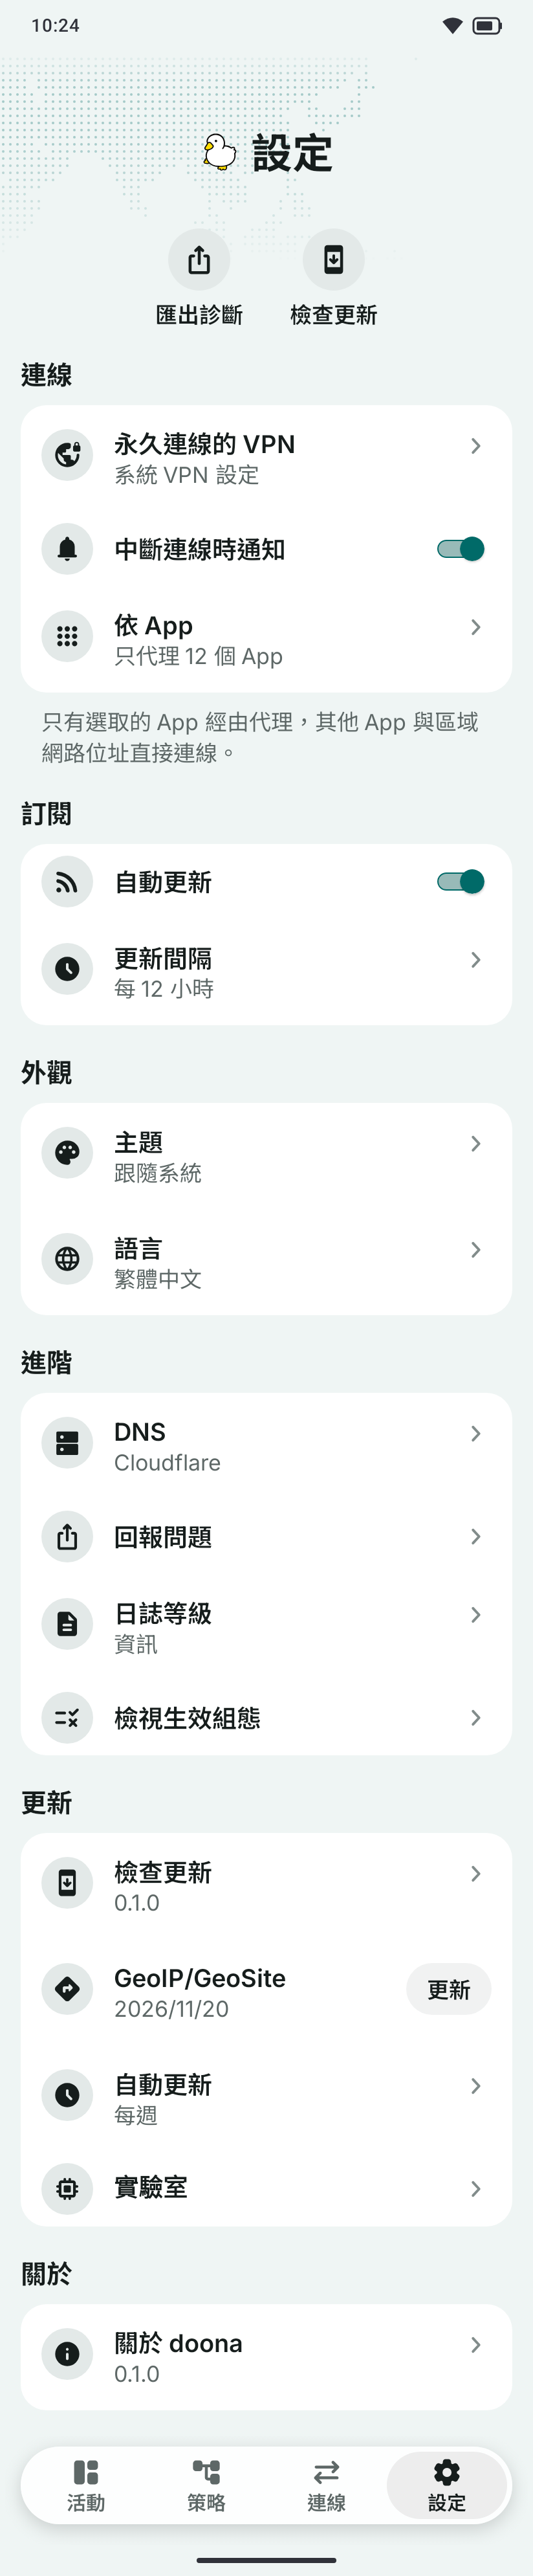 10:24
設定
匯出診斷
檢查更新
連線
永久連線的 VPN
系統 VPN 設定
中斷連線時通知
依 App
只代理 12 個 App
只有選取的 App 經由代理，其他 App 與區域
網路位址直接連線。
訂閱
自動更新
更新間隔
每 12 小時
外觀
主題
跟隨系統
語言
繁體中文
進階
DNS
Cloudflare
回報問題
日誌等級
資訊
檢視生效組態
更新
檢查更新
0.1.0
GeoIP/GeoSite
2026/11/20
更新
自動更新
每週
實驗室
關於
關於 doona
0.1.0
活動
策略
連線
設定